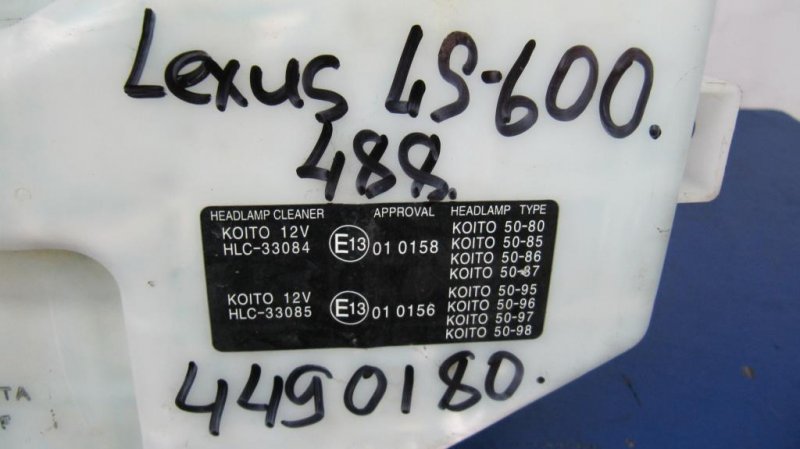 Lexus LS-600.
488.
HEADLAMP CLEANER APPROVAL HEADLAMP TYPE
KOITO 12V
HLC-33084
E13 01 0158
KOITO 50-80
KOITO 50-85
KOITO 50-86
KOITO 50-87
KOITO 12V
HLC-33085
E13 01 0156
KOITO 50-95
KOITO 50-96
KOITO 50-97
KOITO 50-98
4490180.
TA
F